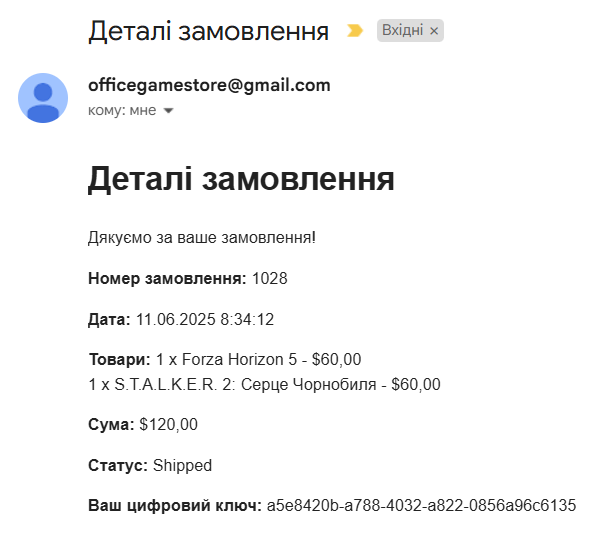 Деталі замовлення
Вхідні ×
officegamestore@gmail.com
кому: мне
Деталі замовлення
Дякуємо за ваше замовлення!
Номер замовлення: 1028
Дата: 11.06.2025 8:34:12
Товари: 1 x Forza Horizon 5 - $60,00
1 x S.T.A.L.K.E.R. 2: Серце Чорнобиля - $60,00
Сума: $120,00
Статус: Shipped
Ваш цифровий ключ: a5e8420b-a788-4032-a822-0856a96c6135